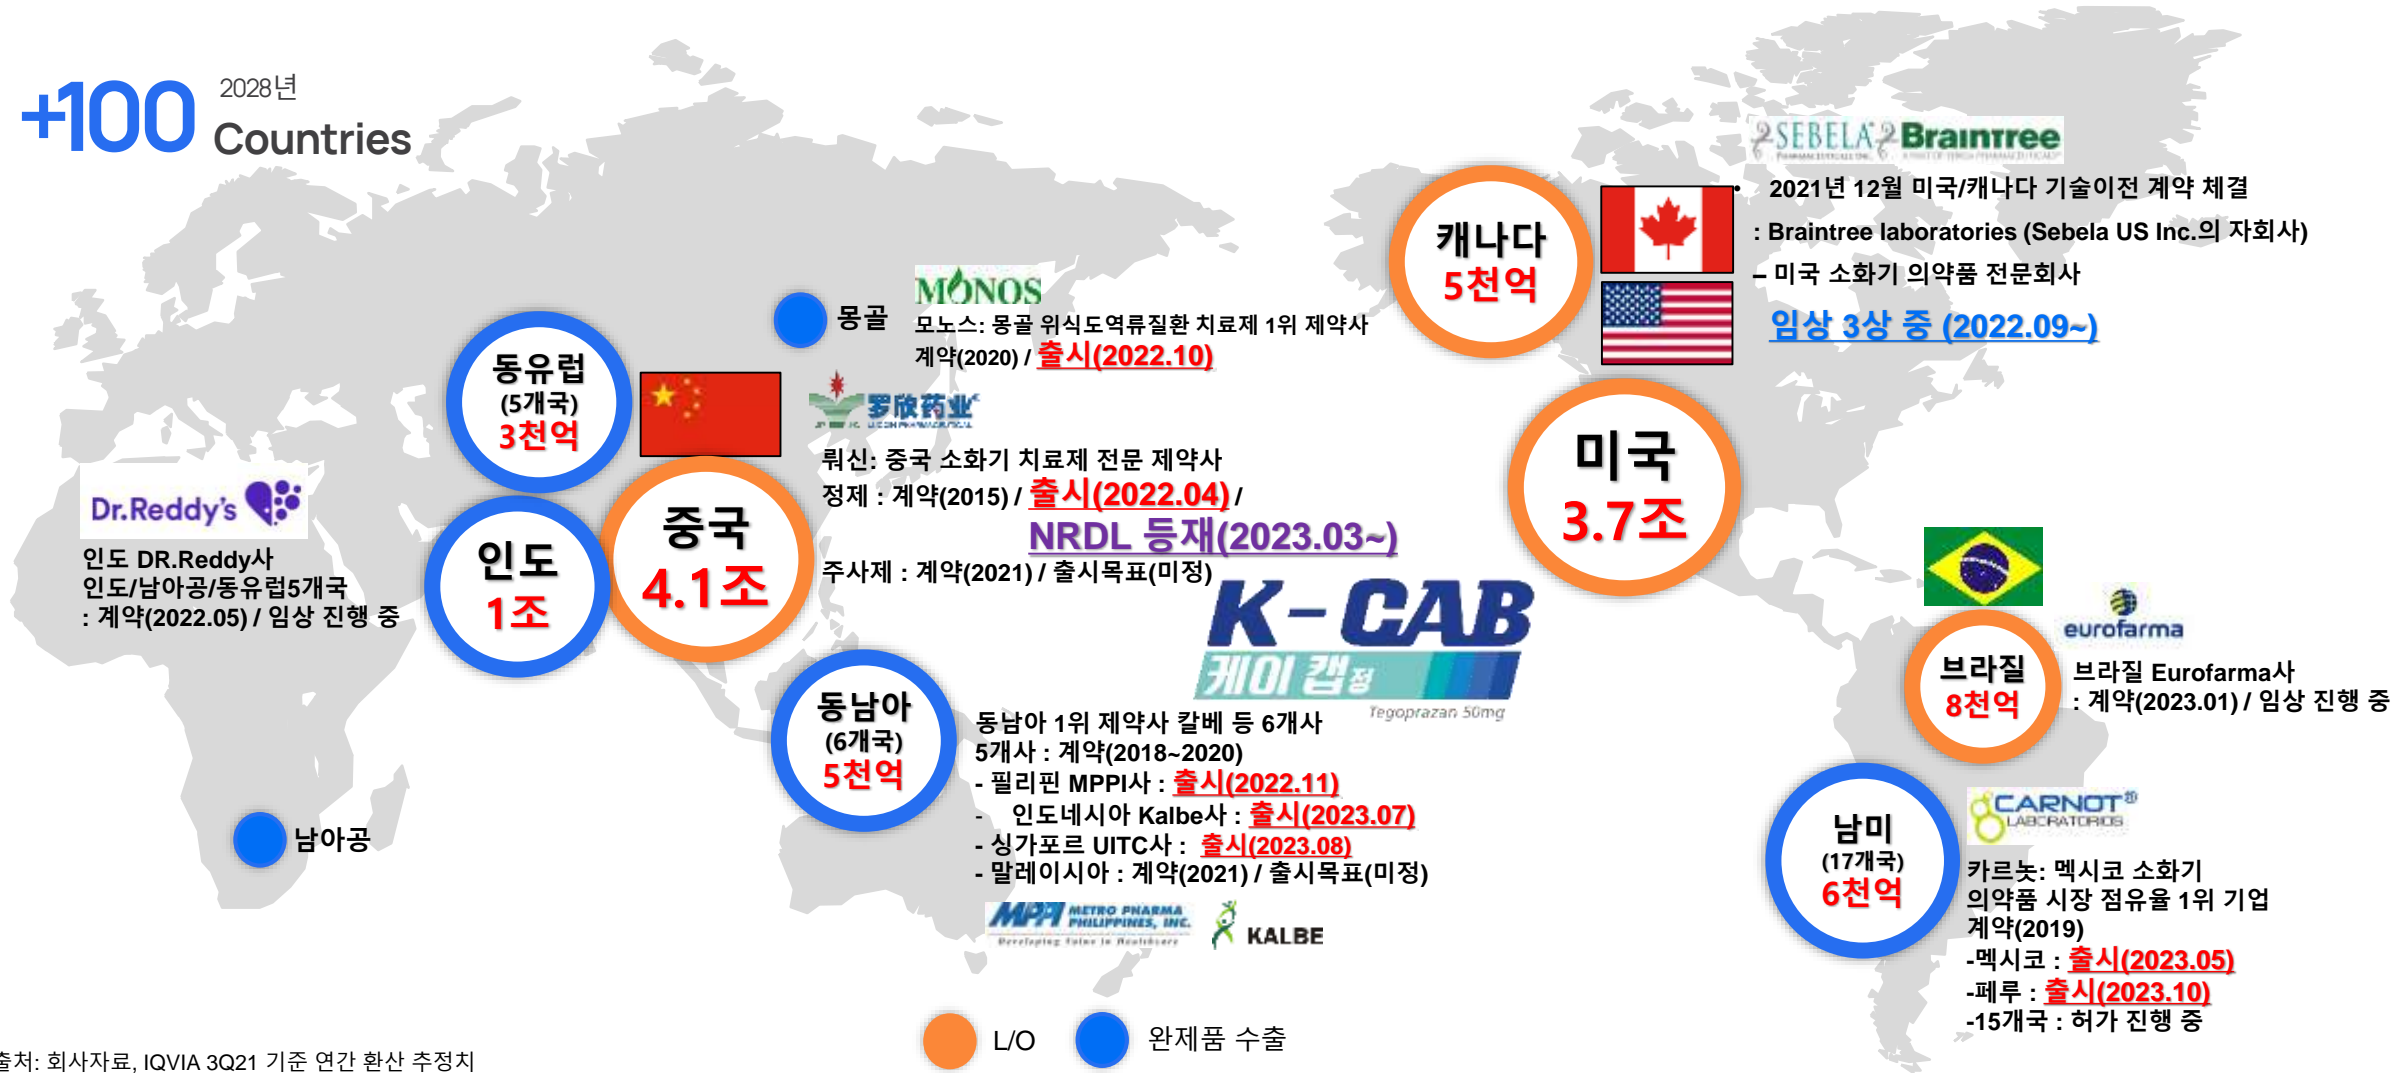 +100
2028년
Countries
SEBELA
Braintree
• 2021년 12월 미국/캐나다 기술이전 계약 체결
: Braintree laboratories (Sebela US Inc.의 자회사)
– 미국 소화기 의약품 전문회사
임상 3상 중 (2022.09~)
캐나다
5천억
미국
3.7조
몽골
MONOS
모노스: 몽골 위식도역류질환 치료제 1위 제약사
계약(2020) / 출시(2022.10)
동유럽
(5개국)
3천억
罗欣药业
뤄신: 중국 소화기 치료제 전문 제약사
정제 : 계약(2015) / 출시(2022.04) /
NRDL 등재(2023.03~)
주사제 : 계약(2021) / 출시목표(미정)
중국
4.1조
Dr.Reddy's
인도 DR.Reddy사
인도/남아공/동유럽5개국
: 계약(2022.05) / 임상 진행 중
인도
1조
K-CAB
케이캡정
Tegoprazan 50mg
eurofarma
브라질
8천억
브라질 Eurofarma사
: 계약(2023.01) / 임상 진행 중
동남아
(6개국)
5천억
동남아 1위 제약사 칼베 등 6개사
5개사 : 계약(2018~2020)
- 필리핀 MPPI사 : 출시(2022.11)
- 인도네시아 Kalbe사 : 출시(2023.07)
- 싱가포르 UITC사 : 출시(2023.08)
- 말레이시아 : 계약(2021) / 출시목표(미정)
MPPI METRO PHARMA
PHILIPPINES, INC.
Developing Value in Healthcare
KALBE
남아공
남미
(17개국)
6천억
CARNOT®
LABORATORIOS
카르놋: 멕시코 소화기
의약품 시장 점유율 1위 기업
계약(2019)
-멕시코 : 출시(2023.05)
-페루 : 출시(2023.10)
-15개국 : 허가 진행 중
L/O
완제품 수출
출처: 회사자료, IQVIA 3Q21 기준 연간 환산 추정치